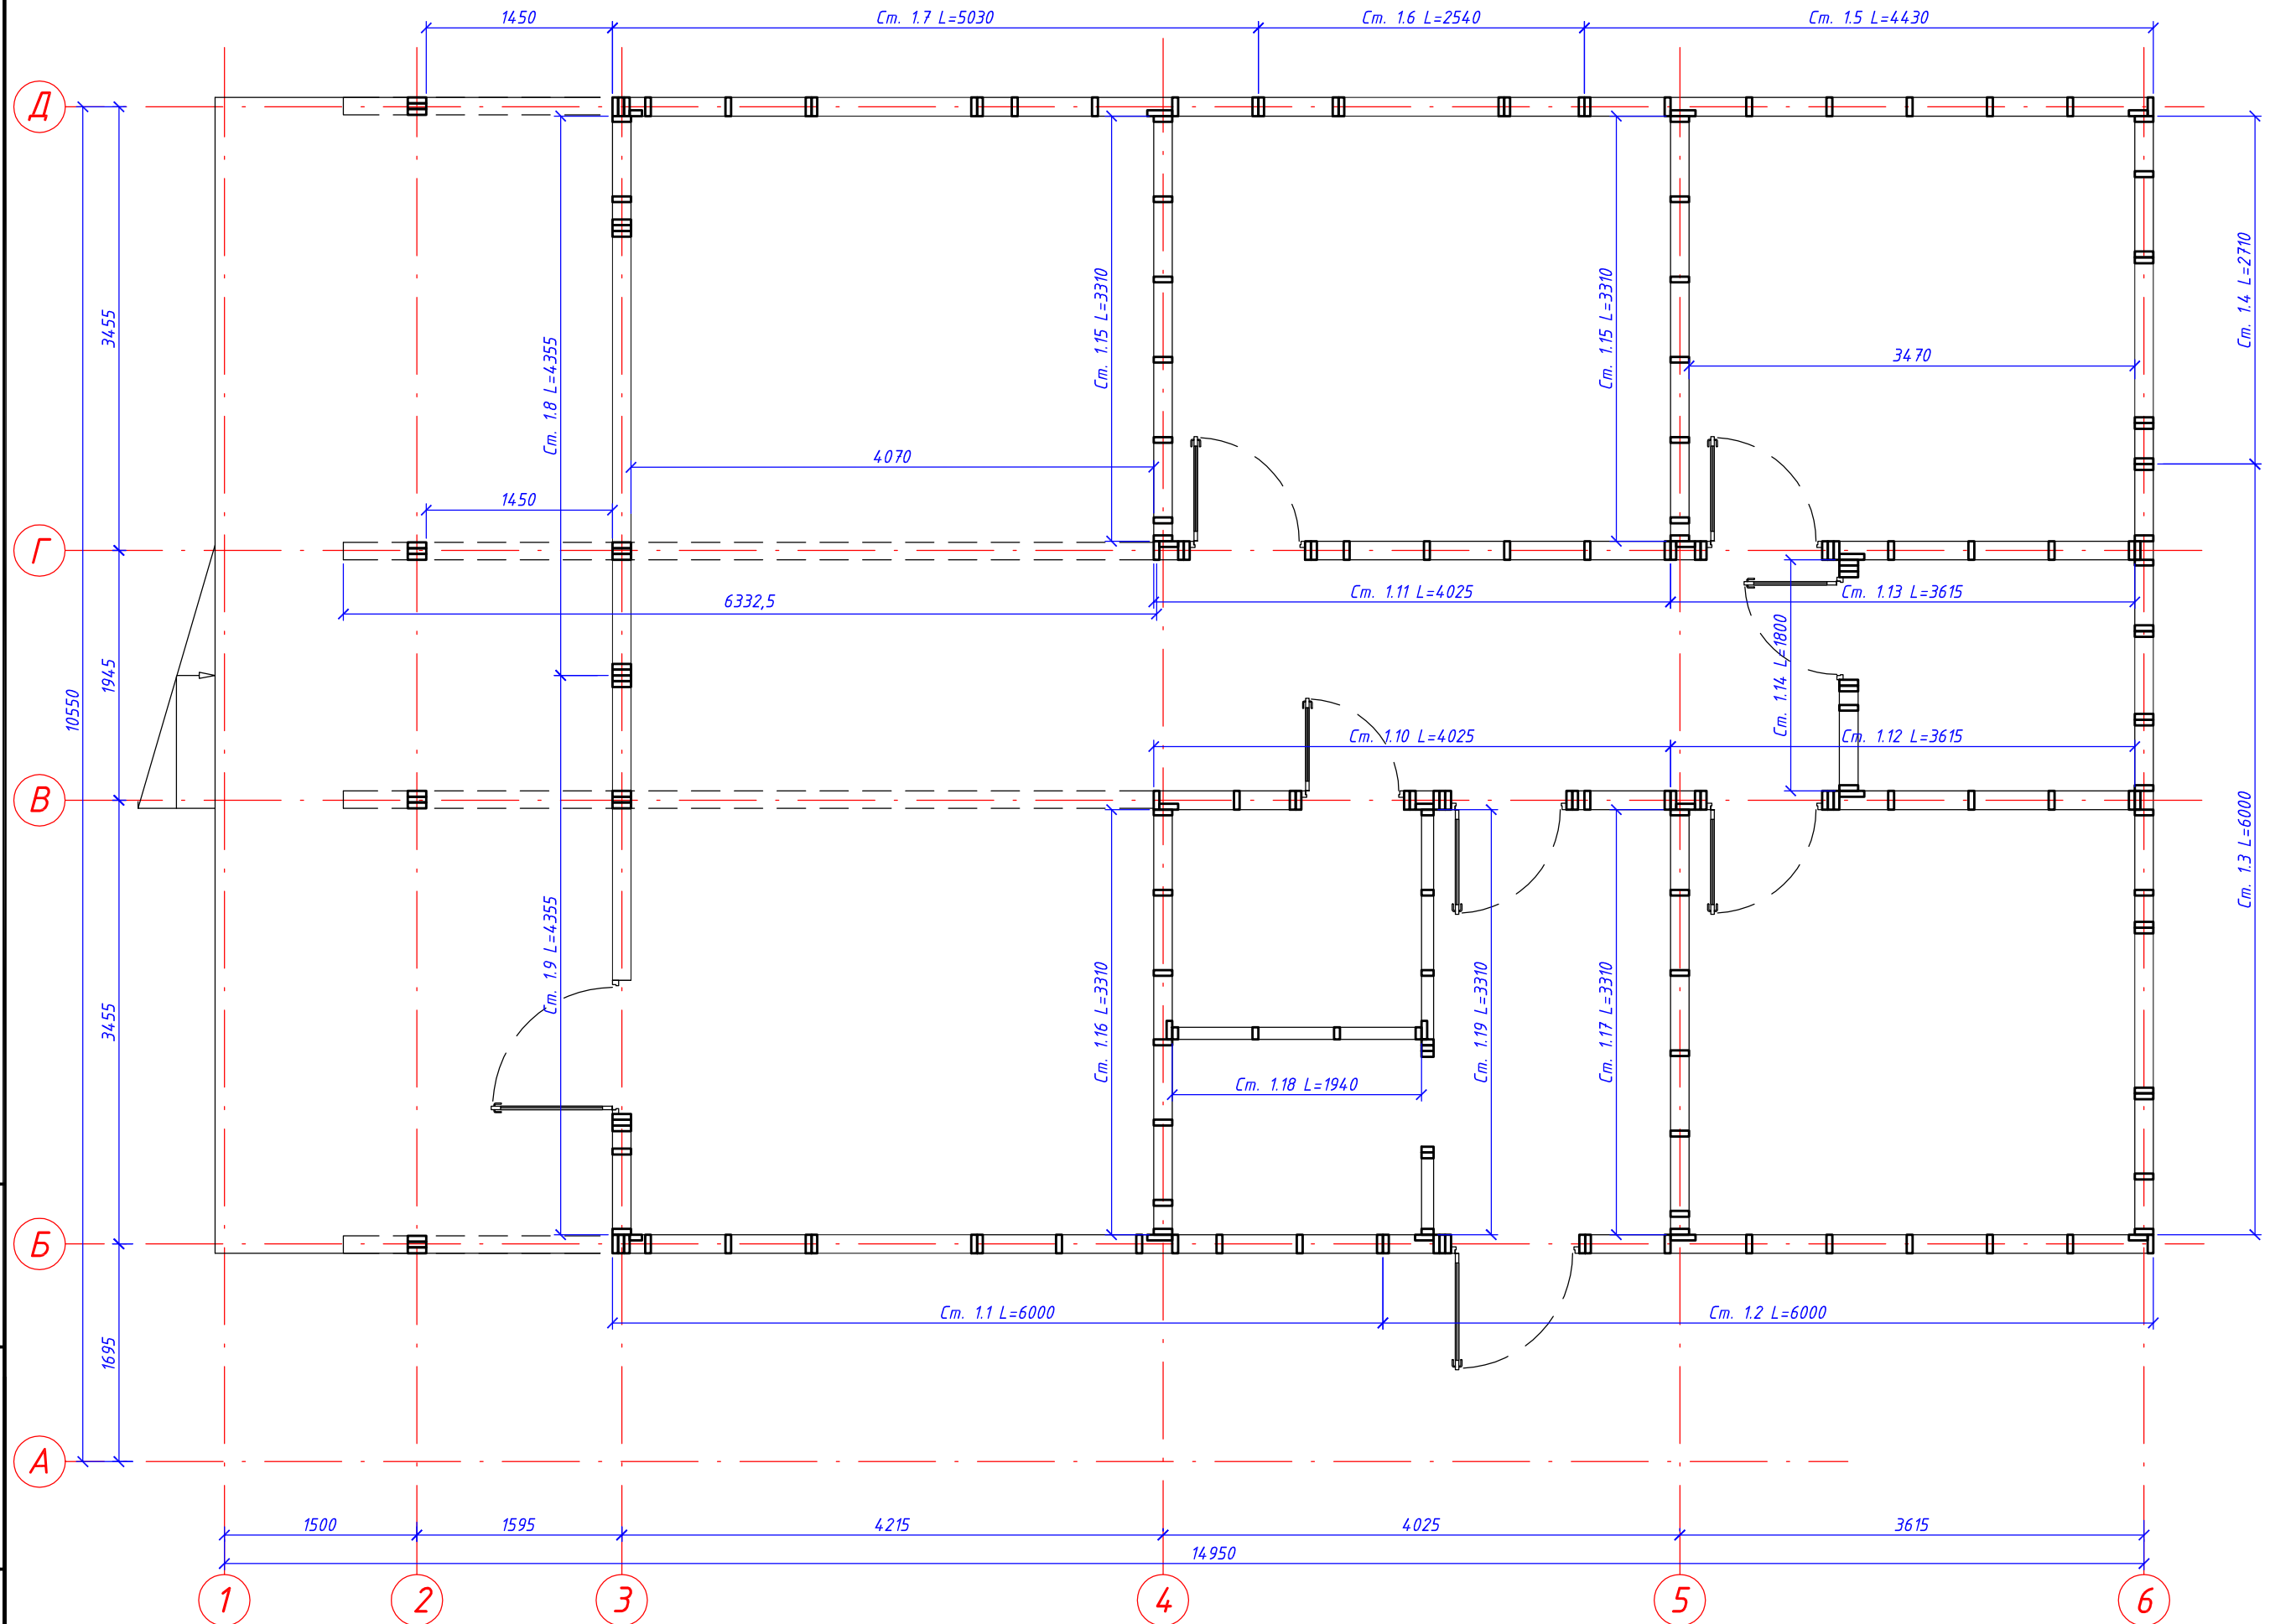 1450
Ст. 1.7 L=5030
Ст. 1.6 L=2540
Ст. 1.5 L=4430
Д
3455
Ст. 1.8 L=4355
Ст. 1.15 L=3310
Ст. 1.15 L=3310
Ст. 1.4 L=2710
3470
4070
1450
Г
6332,5
Ст. 1.11 L=4025
Ст. 1.13 L=3615
Ст. 1.14 L=1800
1945
10550
Ст. 1.10 L=4025
Ст. 1.12 L=3615
В
Ст. 1.3 L=6000
Ст. 1.9 L=4355
3455
Ст. 1.16 L=3310
Ст. 1.19 L=3310
Ст. 1.17 L=3310
Ст. 1.18 L=1940
Б
Ст. 1.1 L=6000
Ст. 1.2 L=6000
1695
А
1500
1595
4215
4025
3615
14950
1
2
3
4
5
6